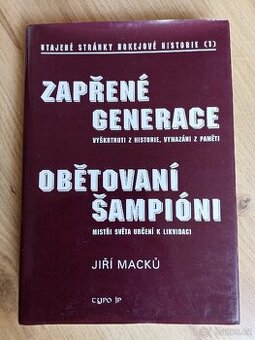 UTAJENÉ STRÁNKY HOKEJOVÉ HISTORIE (1)
ZAPŘENÉ
GENERACE
VYŠKRTNUTI Z HISTORIE, VYMAZÁNI Z PAMĚTI
OBĚTOVANÍ
ŠAMPIÓNI
MISTŘI SVĚTA URČENÍ K LIKVIDACI
JIŘÍ MACKŮ
TYPO JP